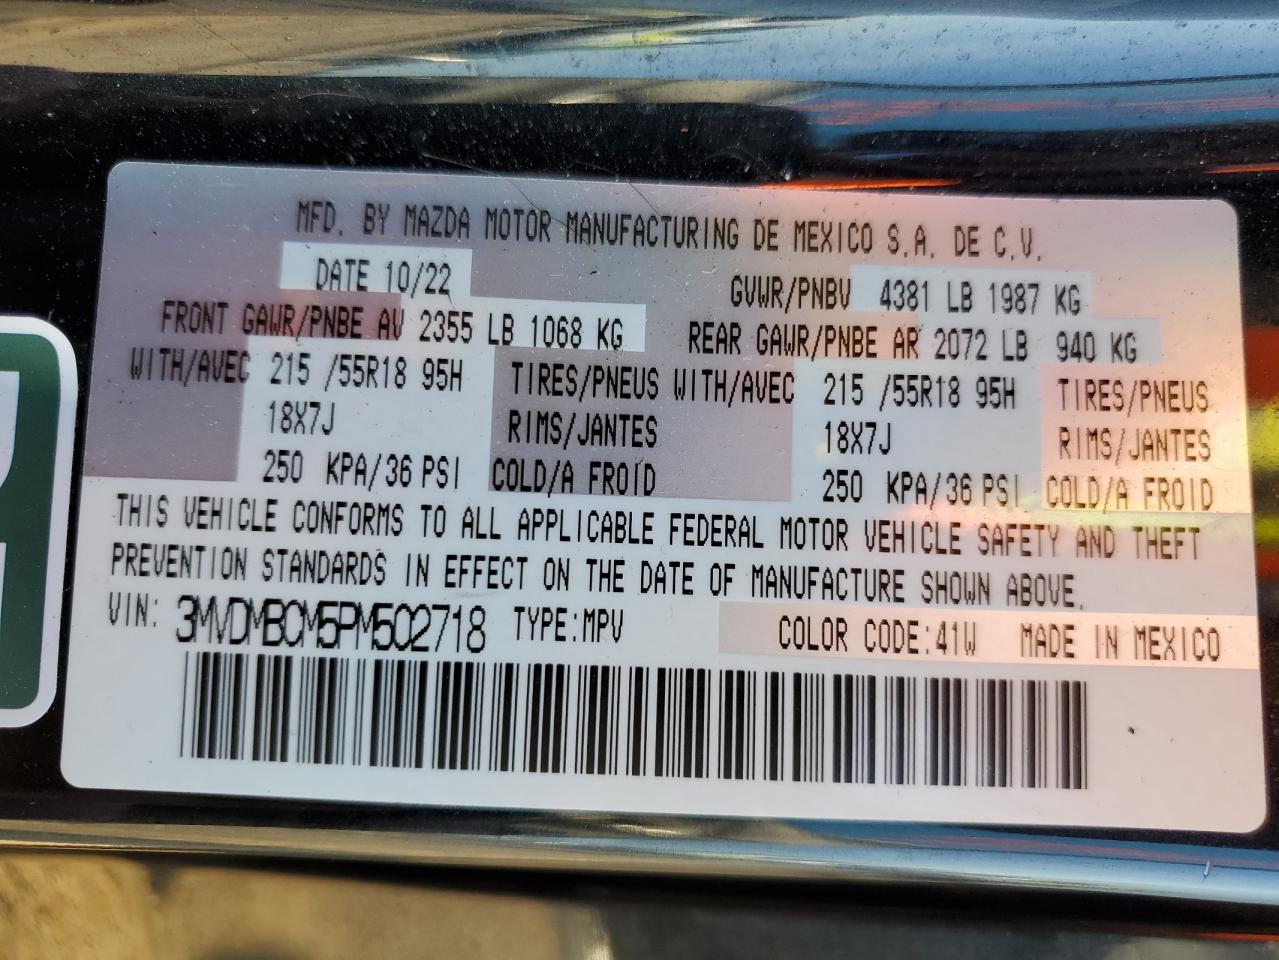 MFD. BY MAZDA MOTOR MANUFACTURING DE MEXICO S.A. DE C.V.
DATE 10/22 GVWR/PNBV 4381 LB 1987 KG
FRONT GAWR/PNBE AV 2355 LB 1068 KG REAR GAWR/PNBE AR 2072 LB 940 KG
WITH/AVEC 215 /55R18 95H TIRES/PNEUS WITH/AVEC 215 /55R18 95H TIRES/PNEUS
18X7J RIMS/JANTES 18X7J RIMS/JANTES
250 KPA/36 PSI COLD/A FROID 250 KPA/36 PSI COLD/A FROID
THIS VEHICLE CONFORMS TO ALL APPLICABLE FEDERAL MOTOR VEHICLE SAFETY AND THEFT
PREVENTION STANDARDS IN EFFECT ON THE DATE OF MANUFACTURE SHOWN ABOVE.
VIN: 3MVDMBCM5PM502718 TYPE:MPV COLOR CODE:41W MADE IN MEXICO